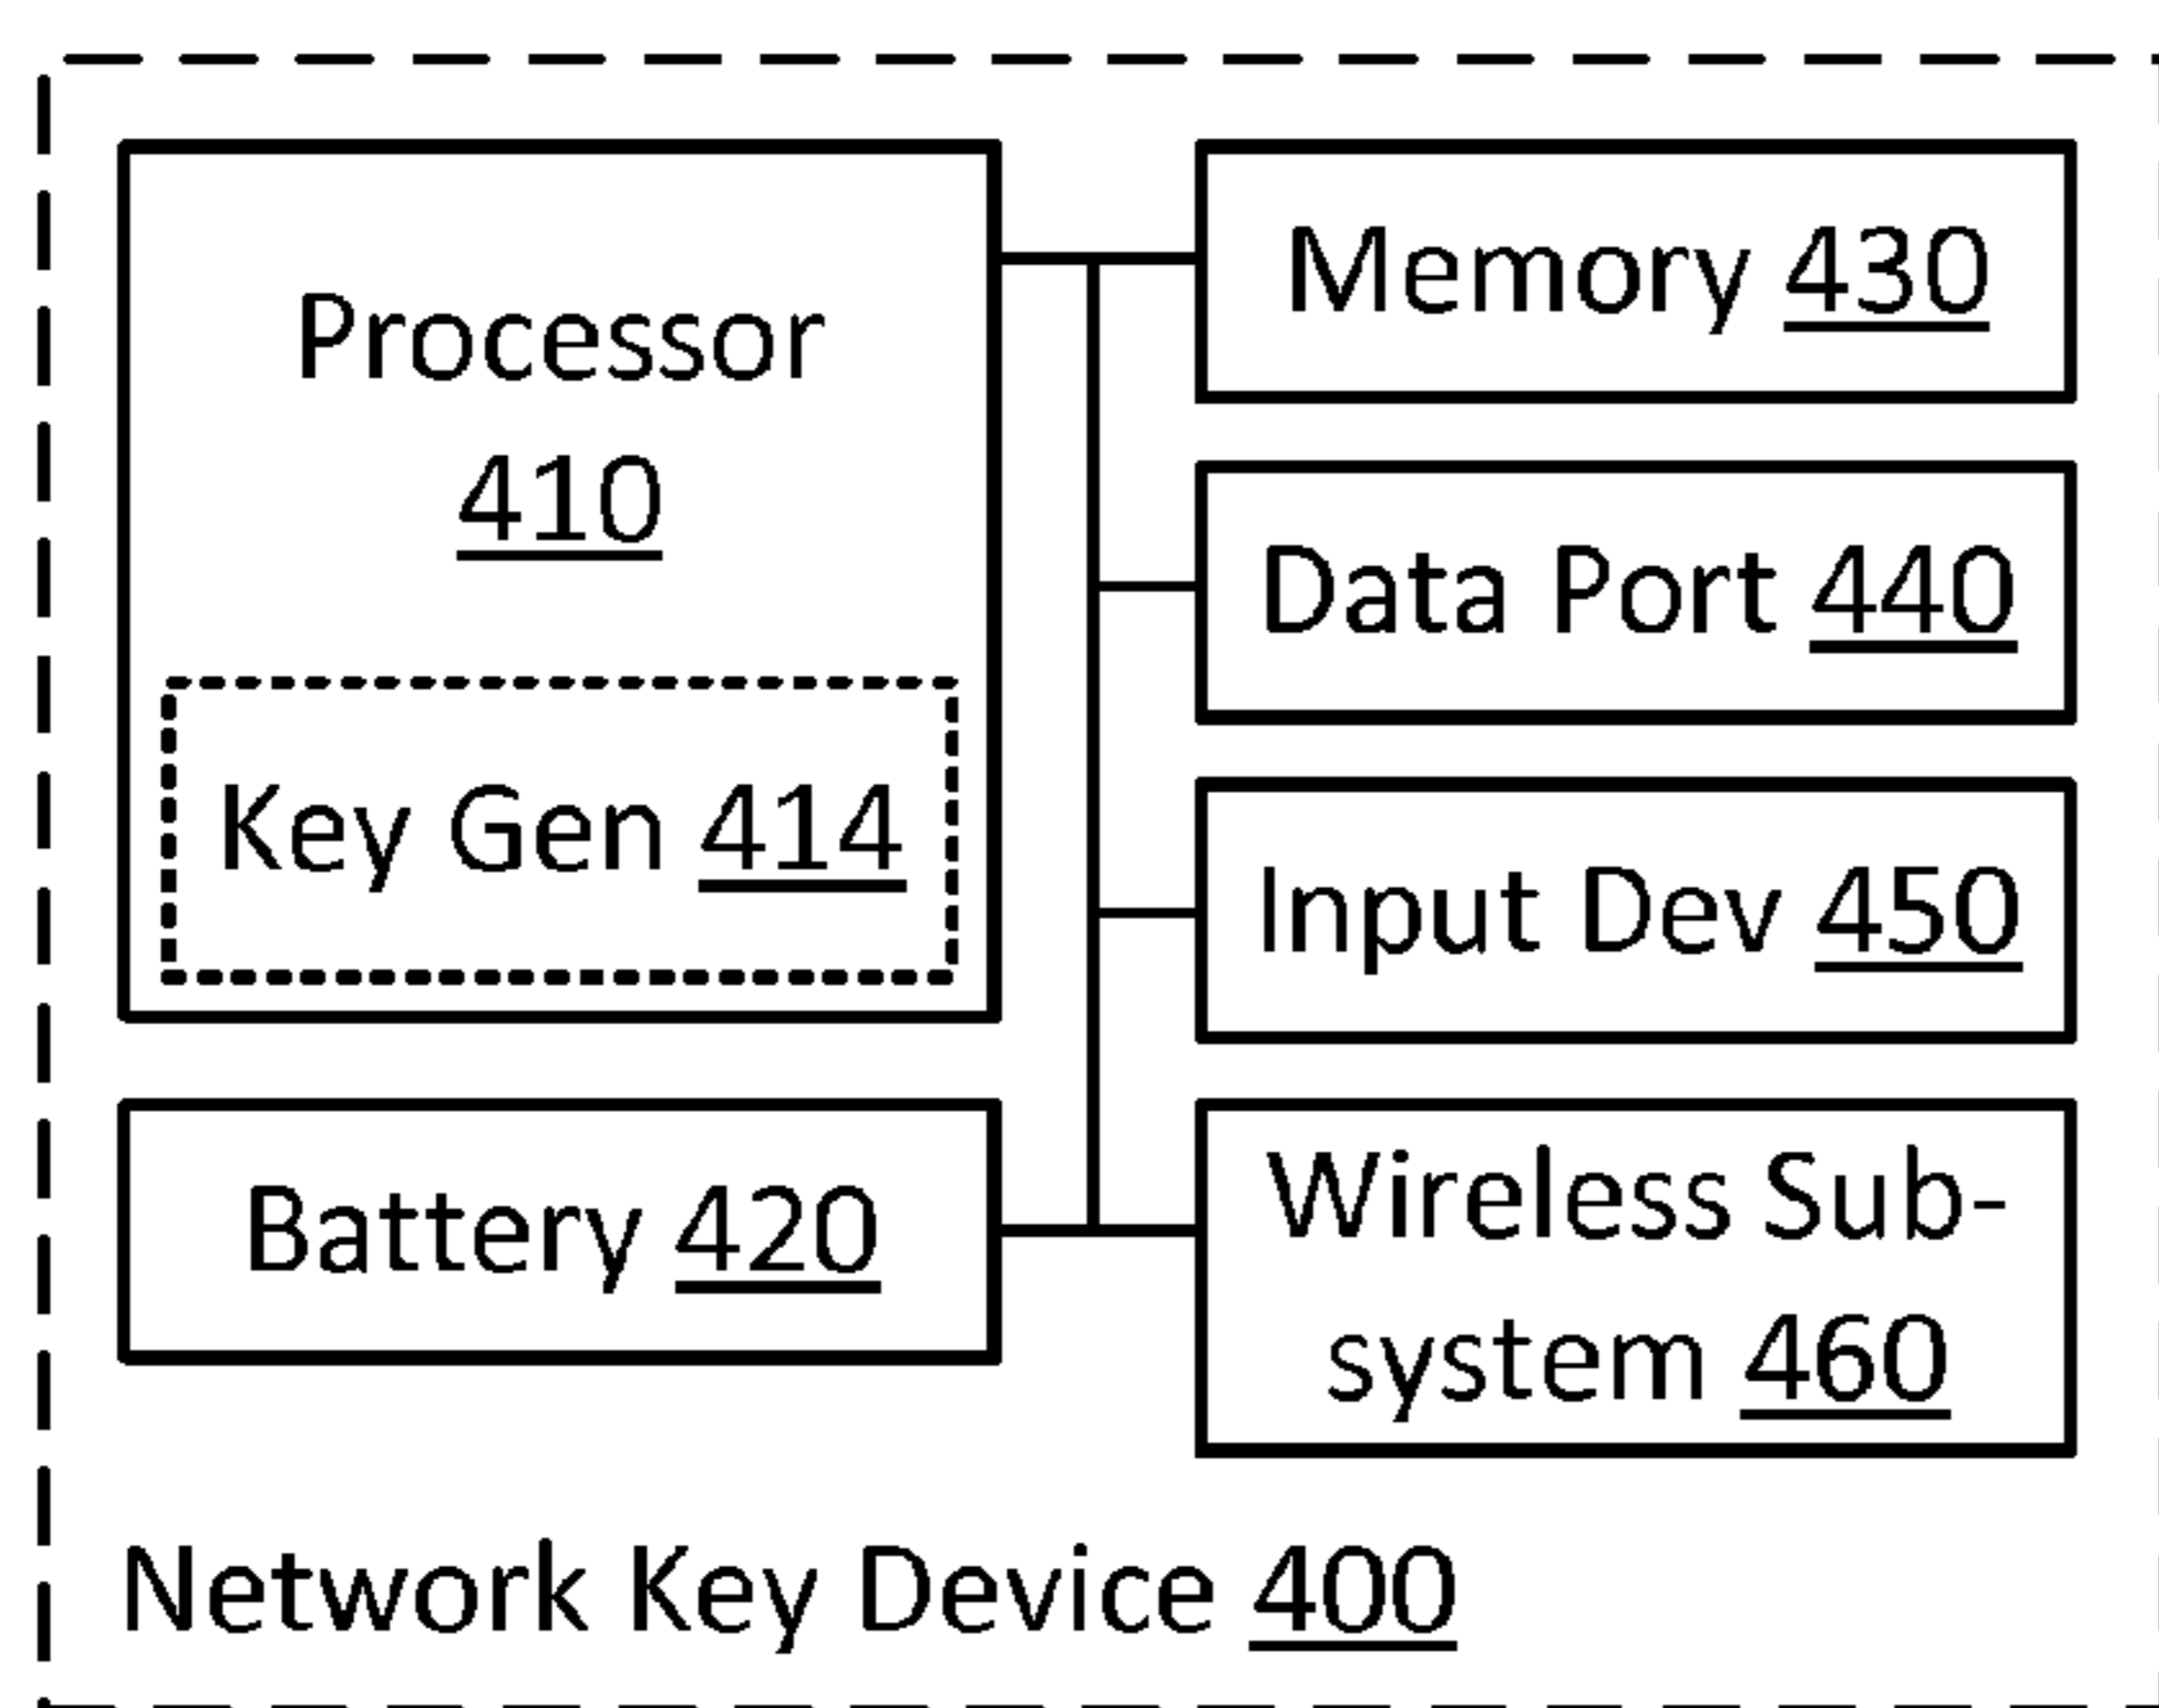 Processor
410
Key Gen 414
Battery 420
Memory 430
Data Port 440
Input Dev 450
Wireless Sub-
system 460
Network Key Device 400